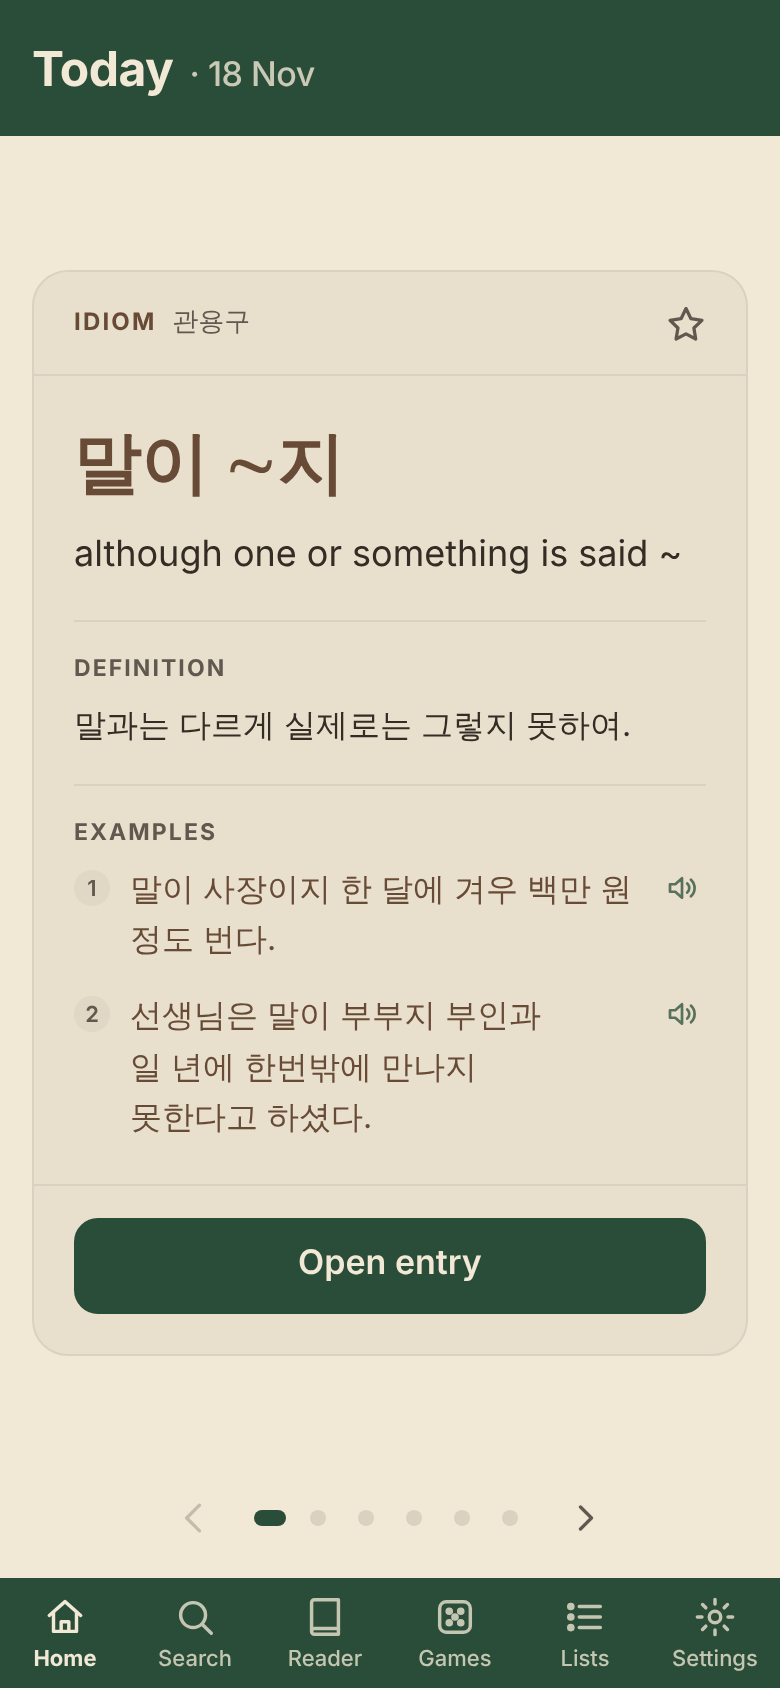 Today · 18 Nov
IDIOM 관용구
말이 ~지
although one or something is said ~
DEFINITION
말과는 다르게 실제로는 그렇지 못하여.
EXAMPLES
1 말이 사장이지 한 달에 겨우 백만 원
정도 번다.
2 선생님은 말이 부부지 부인과
일 년에 한번밖에 만나지
못한다고 하셨다.
Open entry
Home Search Reader Games Lists Settings